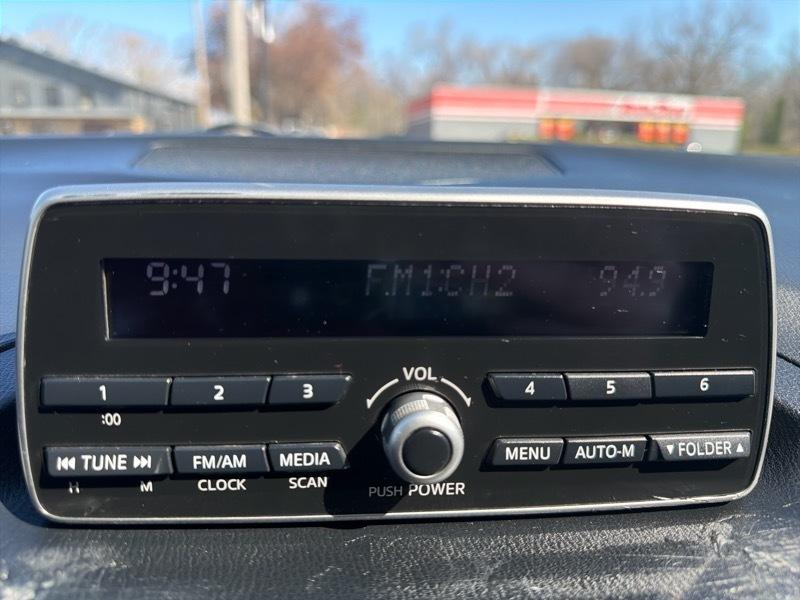 9:47 FM1:CH2 94.9
VOL
1 2 3 4 5 6
:00
⏮ TUNE ⏭ FM/AM MEDIA MENU AUTO-M ▼ FOLDER ▲
H M CLOCK SCAN
PUSH POWER